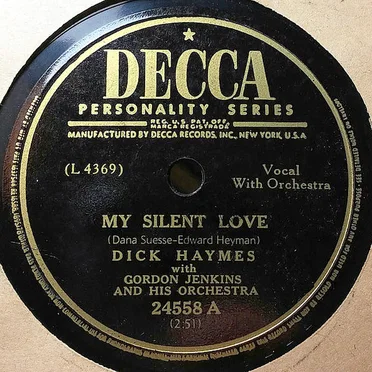 DECCA
PERSONALITY SERIES
REG. U.S. PAT. OFF.
MARCA REGISTRADA
MANUFACTURED BY DECCA RECORDS, INC., NEW YORK, U.S.A.
(L 4369)
Vocal
With Orchestra
MY SILENT LOVE
(Dana Suesse-Edward Heyman)
DICK HAYMES
with
GORDON JENKINS
AND HIS ORCHESTRA
24558 A
(2:51)